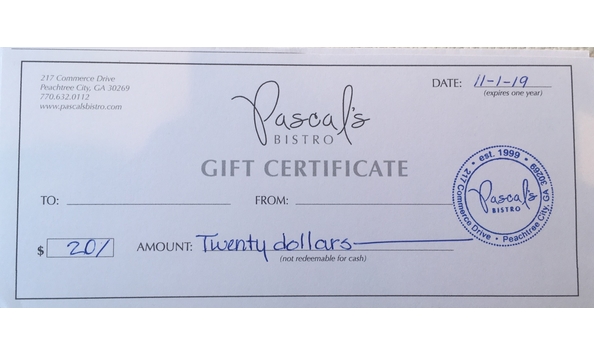 217 Commerce Drive
Peachtree City, GA 30269
770.632.0112
www.pascalsbistro.com
DATE: 11-1-19
(expires one year)
Pascal's
BISTRO
GIFT CERTIFICATE
TO: FROM:
$ 20/ AMOUNT: Twenty dollars
(not redeemable for cash)
• est. 1999 •
217 Commerce Drive • Peachtree City, GA 30269
Pascal's
BISTRO